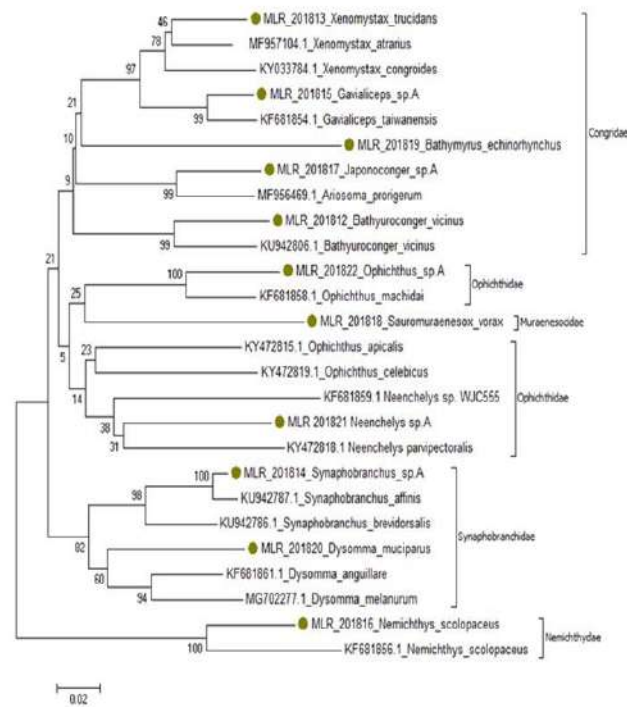 46
MLR_201813_Xenomystax_trucidans
78
MF957104.1_Xenomystax_atrarius
97
KY033784.1_Xenomystax_congroides
21
MLR_201815_Gavialiceps_sp.A
99
KF681854.1_Gavialiceps_taiwanensis
10
MLR_201819_Bathymyrus_echinorhynchus
Congridae
MLR_201817_Japonoconger_sp.A
9
99
MF956469.1_Ariosoma_prorigerum
MLR_201812_Bathyuroconger_vicinus
99
KU942806.1_Bathyuroconger_vicinus
21
100
MLR_201822_Ophichthus_sp.A
Ophichthidae
25
KF681858.1_Ophichthus_machidai
MLR_201818_Sauromuraenesox_vorax
Muraenesocidae
5
23
KY472815.1_Ophichthus_apicalis
KY472819.1_Ophichthus_celebicus
14
KF681859.1 Neenchelys sp. WJC555
Ophichthidae
38
MLR 201821 Neenchelys sp.A
31
KY472818.1 Neenchelys parvipectoralis
100
MLR_201814_Synaphobranchus_sp.A
98
KU942787.1_Synaphobranchus_affinis
KU942786.1_Synaphobranchus_brevidorsalis
82
Synaphobranchidae
MLR_201820_Dysomma_muciparus
60
KF681861.1_Dysomma_anguillare
94
MG702277.1_Dysomma_melanurum
MLR_201816_Nemichthys_scolopaceus
Nemichthydae
100
KF681856.1_Nemichthys_scolopaceus
0.02